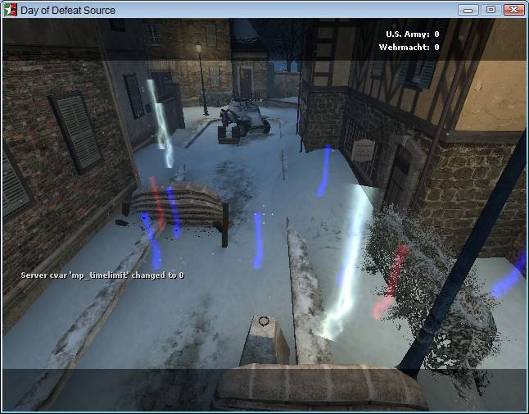 Day of Defeat Source
U.S. Army: 0
Wehrmacht: 0
Server cvar 'mp_timelimit' changed to 0